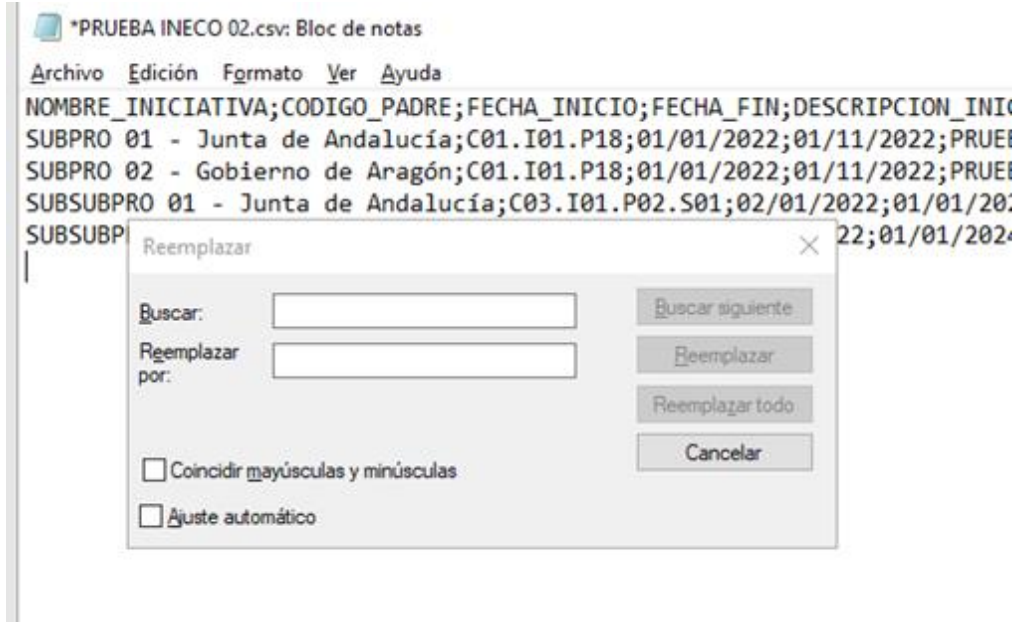 *PRUEBA INECO 02.csv: Bloc de notas
Archivo Edición Formato Ver Ayuda
NOMBRE_INICIATIVA;CODIGO_PADRE;FECHA_INICIO;FECHA_FIN;DESCRIPCION_INIC
SUBPRO 01 - Junta de Andalucía;C01.I01.P18;01/01/2022;01/11/2022;PRUEE
SUBPRO 02 - Gobierno de Aragón;C01.I01.P18;01/01/2022;01/11/2022;PRUEE
SUBSUBPRO 01 - Junta de Andalucía;C03.I01.P02.S01;02/01/2022;01/01/202
SUBSUBP 22;01/01/2024
Reemplazar
Buscar:
Buscar siguiente
Reemplazar por:
Reemplazar
Reemplazar todo
Cancelar
Coincidir mayúsculas y minúsculas
Ajuste automático